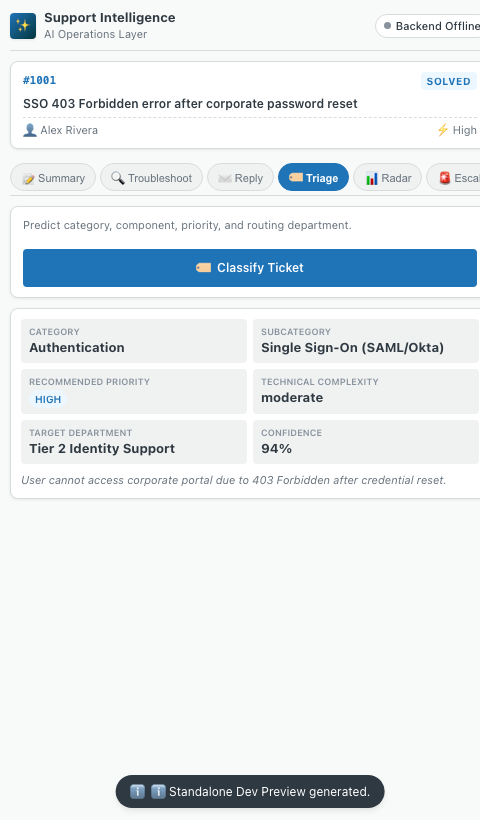 Support Intelligence
AI Operations Layer
Backend Offline
#1001
SOLVED
SSO 403 Forbidden error after corporate password reset
Alex Rivera
High
Summary
Troubleshoot
Reply
Triage
Radar
Escal
Predict category, component, priority, and routing department.
Classify Ticket
CATEGORY
Authentication
SUBCATEGORY
Single Sign-On (SAML/Okta)
RECOMMENDED PRIORITY
HIGH
TECHNICAL COMPLEXITY
moderate
TARGET DEPARTMENT
Tier 2 Identity Support
CONFIDENCE
94%
User cannot access corporate portal due to 403 Forbidden after credential reset.
Standalone Dev Preview generated.